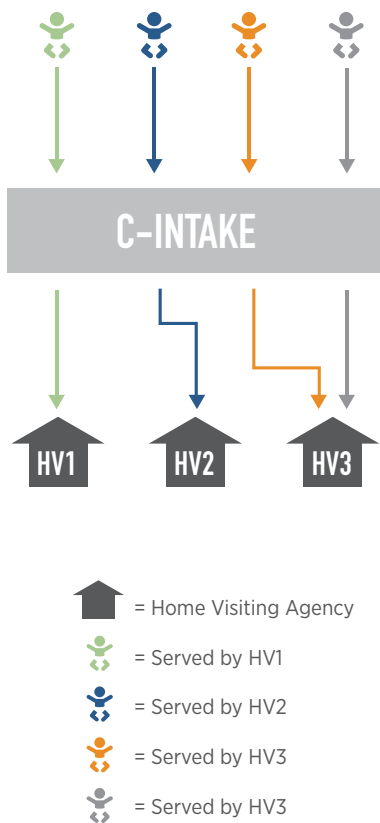 C-INTAKE
HV1 HV2 HV3
= Home Visiting Agency
= Served by HV1
= Served by HV2
= Served by HV3
= Served by HV3